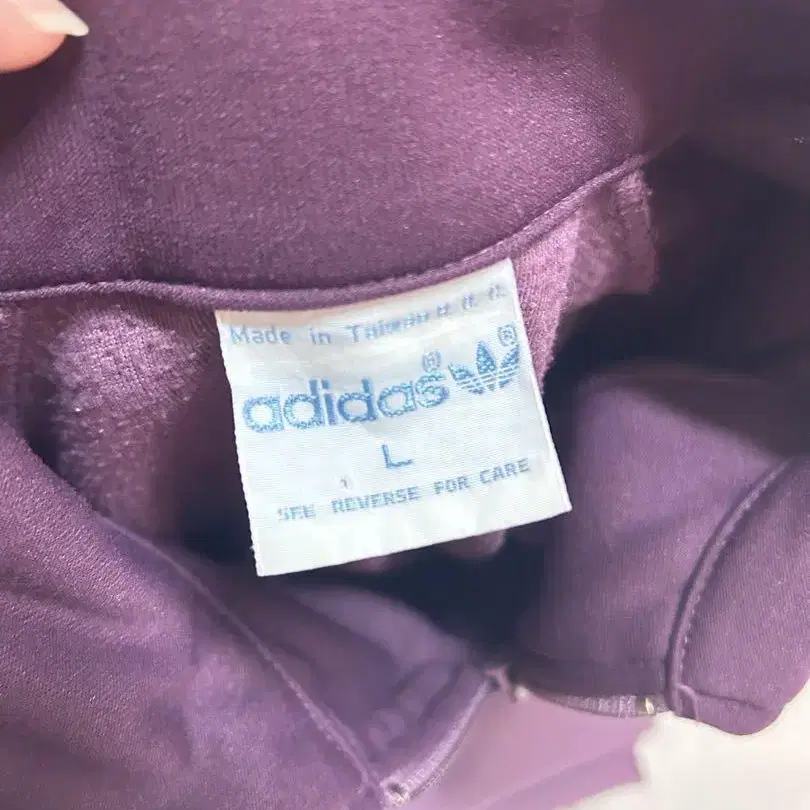 Made in Taiwan R.O.C.
adidas®®
L
SEE REVERSE FOR CARE